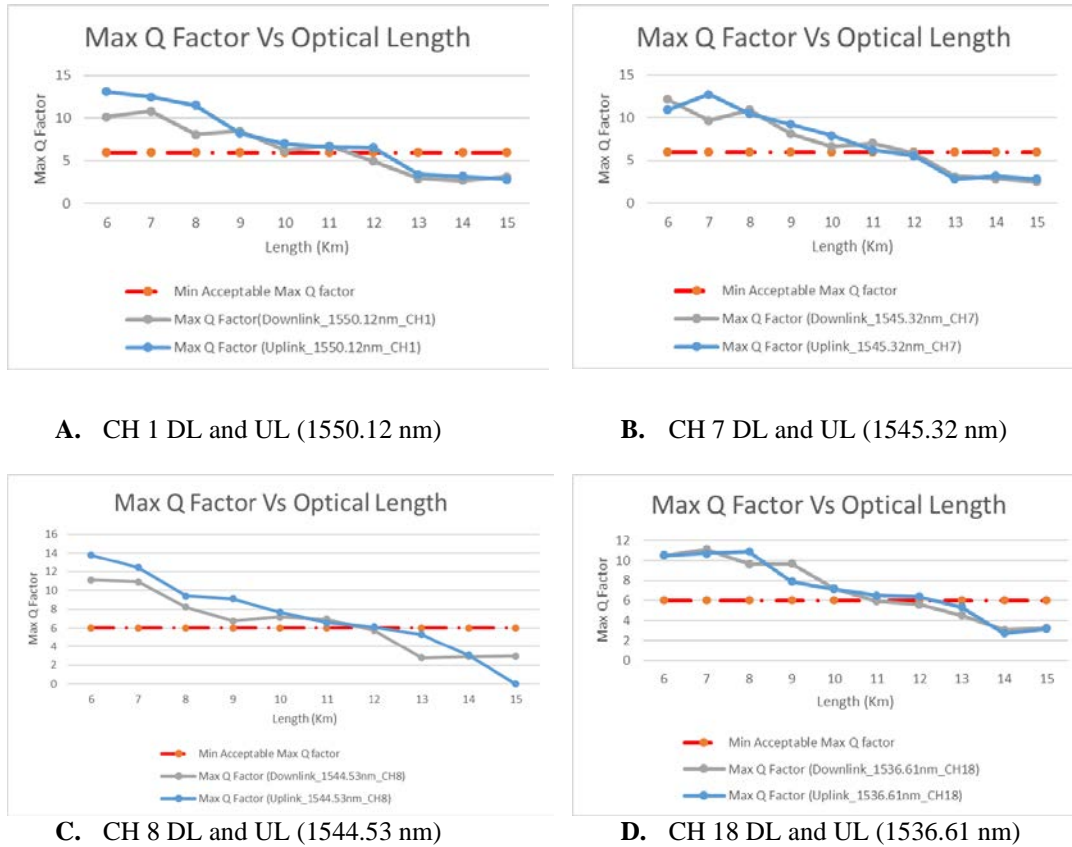 Max Q Factor Vs Optical Length
15
10
5
0
Max Q Factor
6 7 8 9 10 11 12 13 14 15
Length (Km)
Min Acceptable Max Q factor
Max Q Factor(Downlink_1550.12nm_CH1)
Max Q Factor (Uplink_1550.12nm_CH1)
A. CH 1 DL and UL (1550.12 nm)
Max Q Factor Vs Optical Length
15
10
5
0
Max Q Factor
6 7 8 9 10 11 12 13 14 15
Length (Km)
Min Acceptable Max Q factor
Max Q Factor (Downlink_1545.32nm_CH7)
Max Q Factor (Uplink_1545.32nm_CH7)
B. CH 7 DL and UL (1545.32 nm)
Max Q Factor Vs Optical Length
16
14
12
10
8
6
4
2
0
Max Q Factor
6 7 8 9 10 11 12 13 14 15
Length (Km)
Min Acceptable Max Q factor
Max Q Factor (Downlink_1544.53nm_CH8)
Max Q Factor (Uplink_1544.53nm_CH8)
C. CH 8 DL and UL (1544.53 nm)
Max Q Factor Vs Optical Length
12
10
8
6
4
2
0
Max Q Factor
6 7 8 9 10 11 12 13 14 15
Length (Km)
Min Acceptable Max Q factor
Max Q Factor (Downlink_1536.61nm_CH18)
Max Q Factor (Uplink_1536.61nm_CH18)
D. CH 18 DL and UL (1536.61 nm)